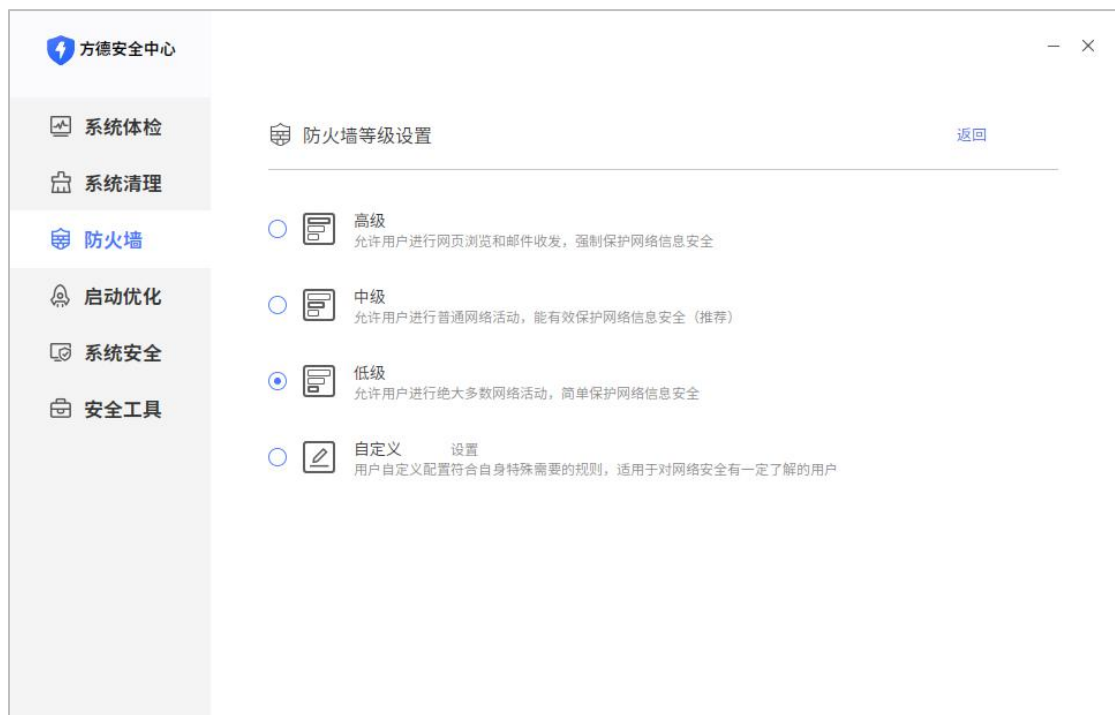 方德安全中心
系统体检
系统清理
防火墙
启动优化
系统安全
安全工具
防火墙等级设置
返回
高级
允许用户进行网页浏览和邮件收发，强制保护网络信息安全
中级
允许用户进行普通网络活动，能有效保护网络信息安全（推荐）
低级
允许用户进行绝大多数网络活动，简单保护网络信息安全
自定义 设置
用户自定义配置符合自身特殊需要的规则，适用于对网络安全有一定了解的用户